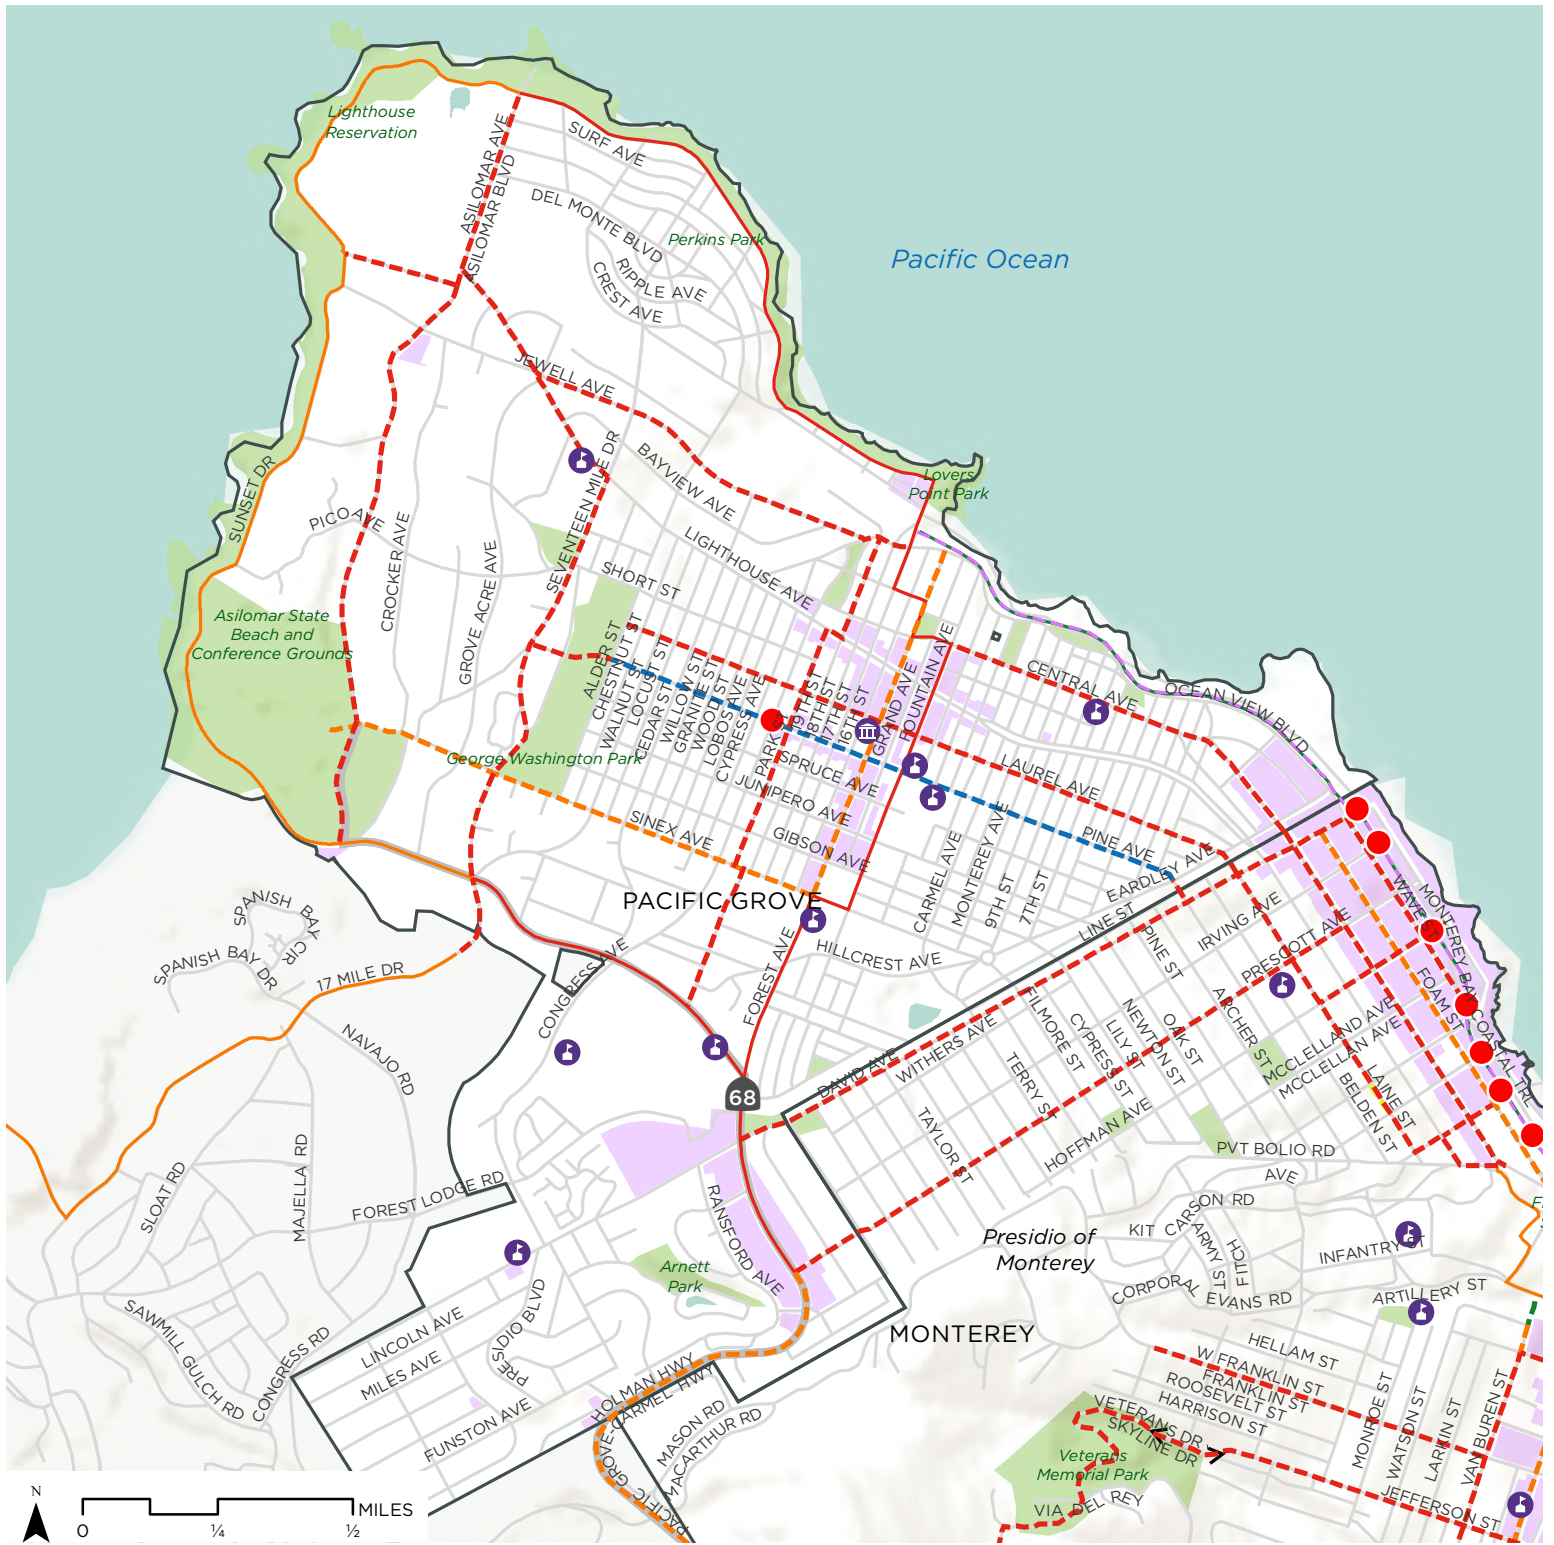 Lighthouse
Reservation
ASILOMAR AVE
ASILOMAR BLVD
SURF AVE
DEL MONTE BLVD
Perkins Park
RIPPLE AVE
CREST AVE
Pacific Ocean
JEWELL AVE
BAYVIEW AVE
Lovers
Point Park
SUNSET DR
PICO AVE
CROCKER AVE
GROVE ACRE AVE
SEVENTEEN MILE DR
LIGHTHOUSE AVE
SHORT ST
Asilomar State
Beach and
Conference Grounds
ALDER ST
CHESTNUT ST
WALNUT ST
LOCUST ST
CEDAR ST
WILLOW ST
GRANITE ST
WOOD ST
LOBOS AVE
CYPRESS AVE
PARK ST
19TH ST
18TH ST
17TH ST
16TH ST
GRAND AVE
FOUNTAIN AVE
CENTRAL AVE
OCEAN VIEW BLVD
George Washington Park
SPRUCE AVE
JUNIPERO AVE
GIBSON AVE
LAUREL AVE
SINEX AVE
PINE AVE
EARDLEY AVE
CARMEL AVE
MONTEREY AVE
9TH ST
7TH ST
PACIFIC GROVE
LINE ST
PINE ST
IRVING AVE
PRESCOTT AVE
WAVE ST
MONTEREY BAY COASTAL TRL
FOAM ST
SPANISH BAY CIR
SPANISH BAY DR
17 MILE DR
CONGRESS AVE
FOREST AVE
HILLCREST AVE
NAVAJO RD
DAVID AVE
WITHERS AVE
FILMORE ST
CYPRESS ST
LILY ST
NEWTON ST
OAK ST
ARCHER ST
MCCLELLAND AVE
MCCLELLAN AVE
LAINE ST
BELDEN ST
TERRY ST
TAYLOR ST
HOFFMAN AVE
68
PVT BOLIO RD
AVE
SLOAT RD
MAJELLA RD
FOREST LODGE RD
RANSFORD AVE
Presidio of
Monterey
KIT CARSON RD
ARMY ST
FITCH
INFANTRY ST
CORPORAL EVANS RD
ARTILLERY ST
Arnett
Park
SAWMILL GULCH RD
CONGRESS RD
LINCOLN AVE
MILES AVE
PRESIDIO BLVD
FUNSTON AVE
MONTEREY
HOLMAN HWY
PACIFIC GROVE-CARMEL HWY
PACIFIC
MASON RD
MACARTHUR RD
HELLAM ST
W FRANKLIN ST
FRANKLIN ST
ROOSEVELT ST
HARRISON ST
VETERANS DR
SKYLINE DR
Veterans
Memorial Park
VIA DEL REY
MONROE ST
WATSON ST
LARKIN ST
VAN BUREN ST
JEFFERSON ST
N
0 ¼ ½ MILES